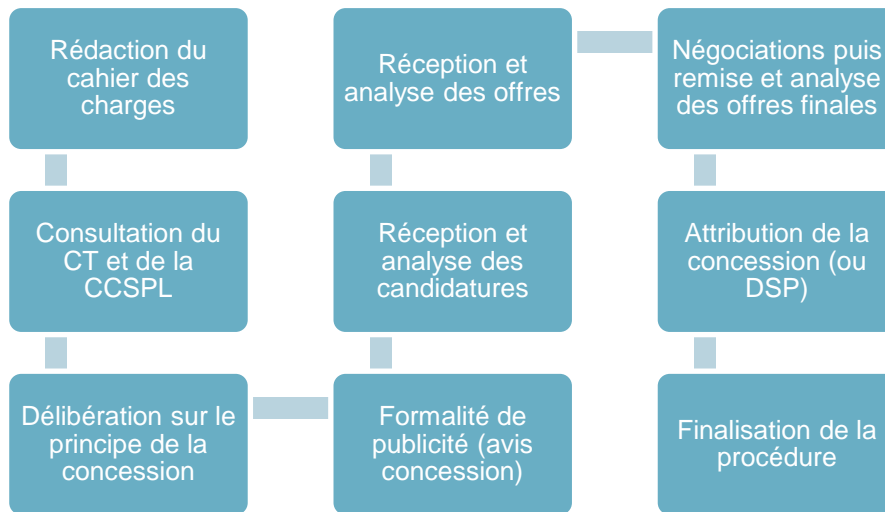 Rédaction du
cahier des
charges
Consultation du
CT et de la
CCSPL
Délibération sur le
principe de la
concession
Formalité de
publicité (avis
concession)
Réception et
analyse des
candidatures
Réception et
analyse des offres
Négociations puis
remise et analyse
des offres finales
Attribution de la
concession (ou
DSP)
Finalisation de la
procédure